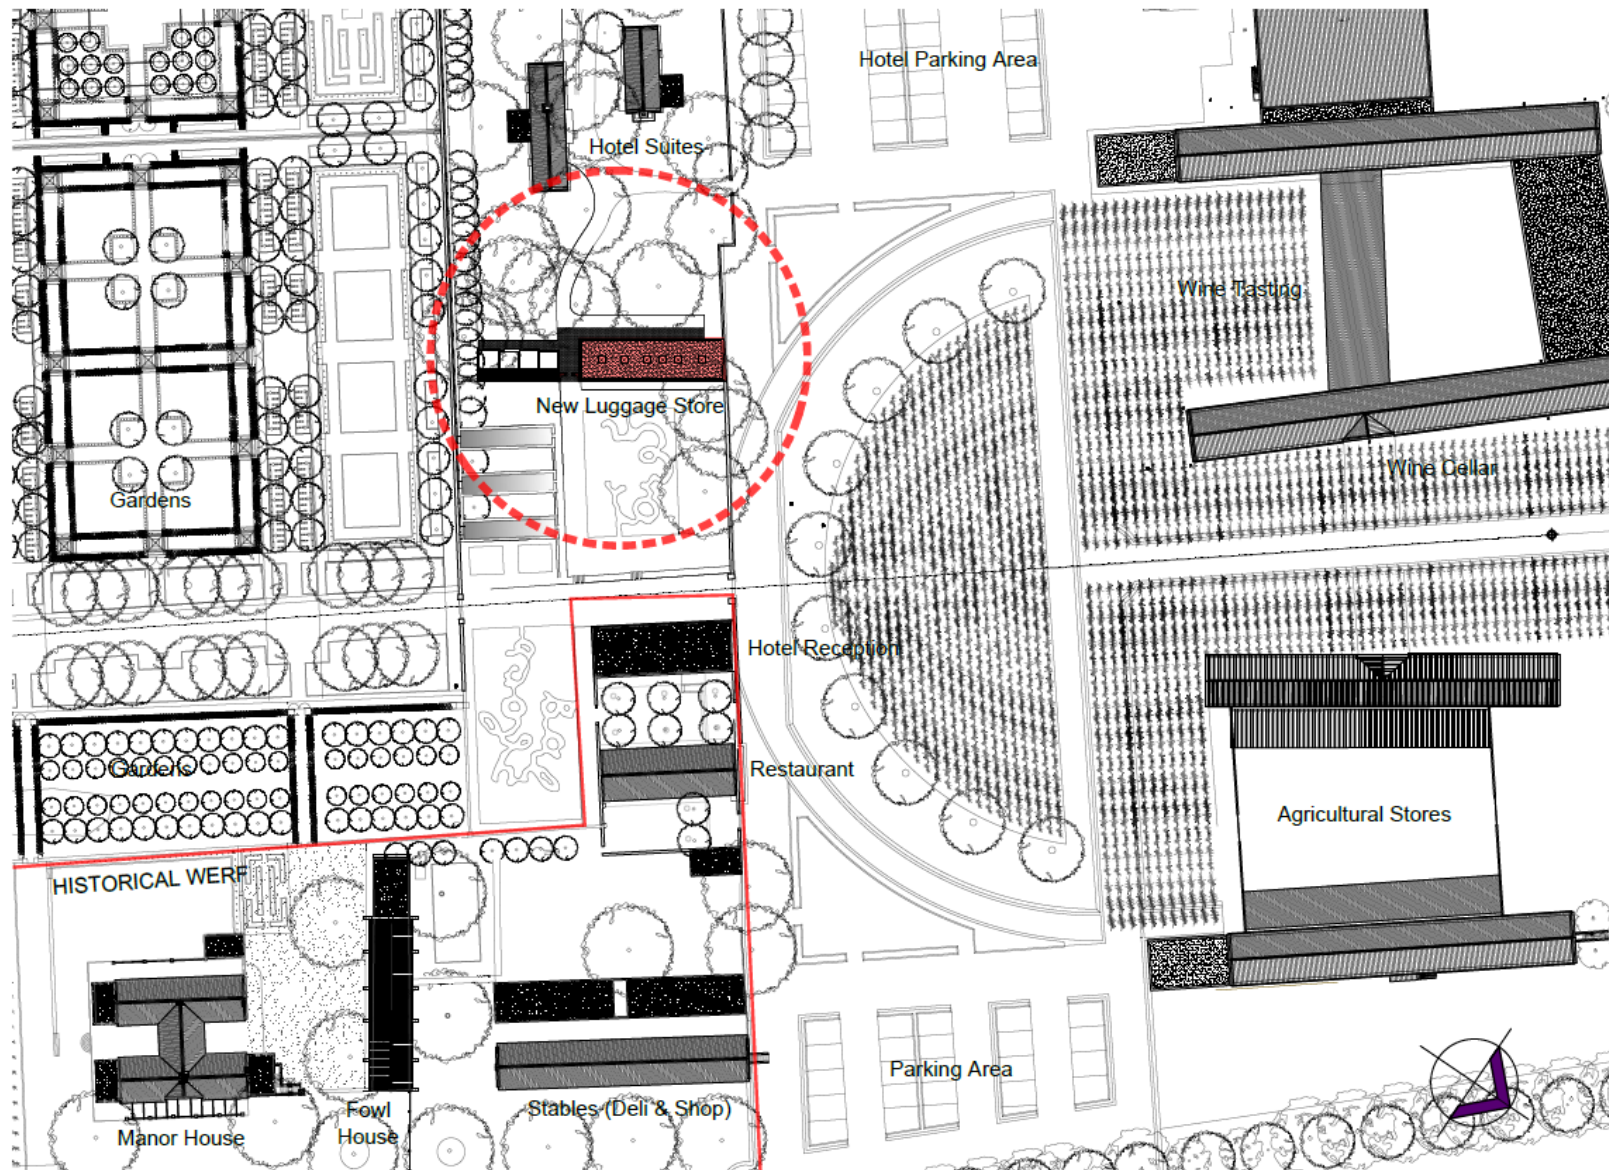 Hotel Parking Area
Hotel Suites
Wine Tasting
New Luggage Store
Wine Cellar
Gardens
Hotel Reception
Gardens
Restaurant
Agricultural Stores
HISTORICAL WERF
Parking Area
Fowl
House
Stables (Deli & Shop)
Manor House